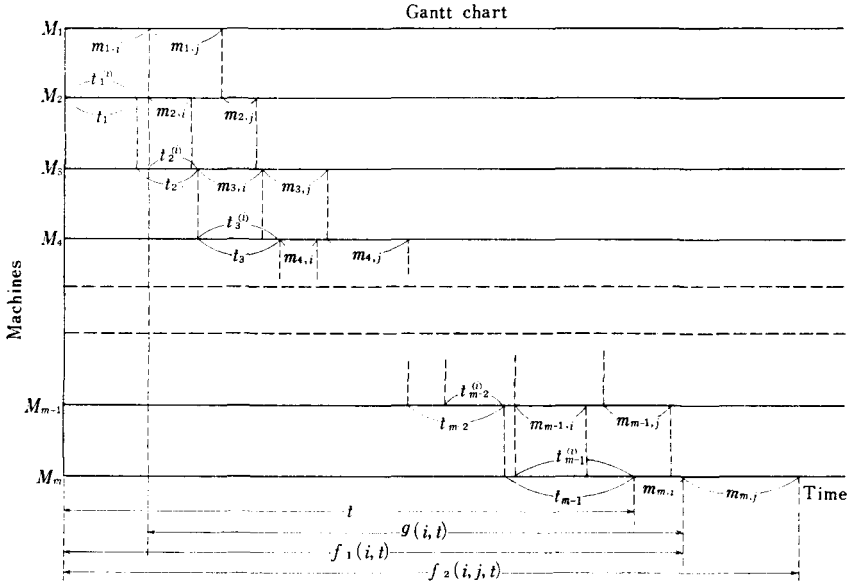 Gantt chart
Machines
M₁
m₁,ᵢ m₁,ⱼ
t₁⁽ⁱ⁾
M₂
t₁ m₂,ᵢ m₂,ⱼ
t₂⁽ⁱ⁾
M₃
t₂ m₃,ᵢ m₃,ⱼ
t₃⁽ⁱ⁾
M₄
t₃ m₄,ᵢ m₄,ⱼ
t₍ₘ₋₂₎⁽ⁱ⁾
Mₘ₋₁
tₘ₋₂ mₘ₋₁,ᵢ mₘ₋₁,ⱼ
t₍ₘ₋₁₎⁽ⁱ⁾
Mₘ
tₘ₋₁ mₘ,ᵢ mₘ,ⱼ Time
t
g(i,t)
f₁(i,t)
f₂(i,j,t)